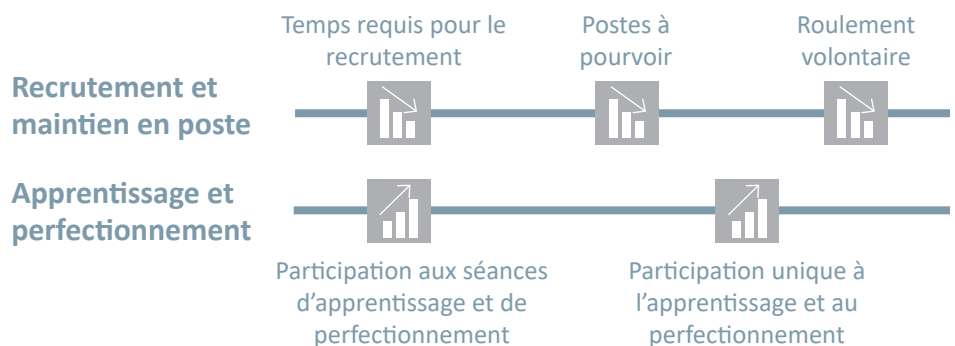 Temps requis pour le
recrutement
Postes à
pourvoir
Roulement
volontaire
Recrutement et
maintien en poste
Apprentissage et
perfectionnement
Participation aux séances
d’apprentissage et de
perfectionnement
Participation unique à
l’apprentissage et au
perfectionnement